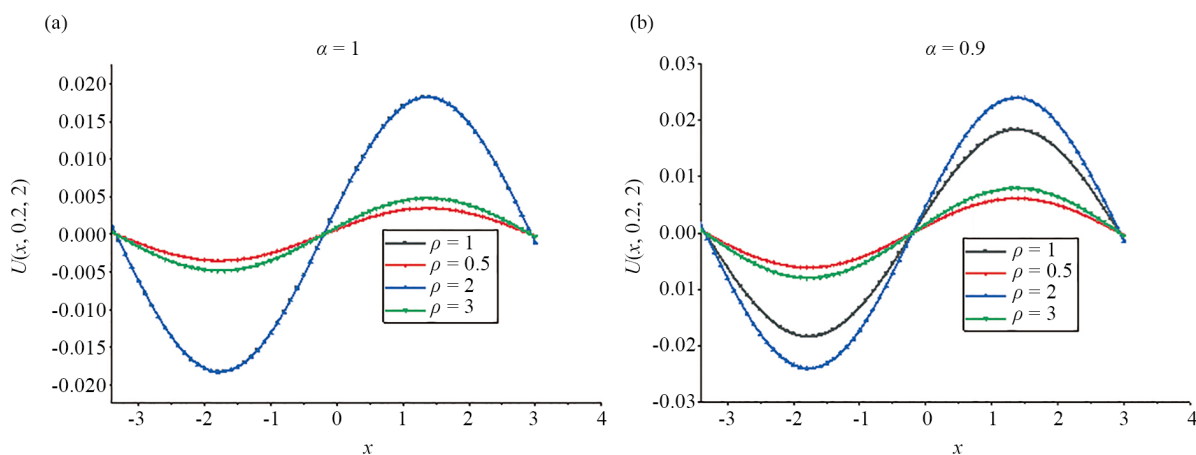 (a)
α = 1
U(x, 0.2, 2)
0.020
0.015
0.010
0.005
0.000
-0.005
-0.010
-0.015
-0.020
-3
-2
-1
0
1
2
3
4
x
ρ = 1
ρ = 0.5
ρ = 2
ρ = 3
(b)
α = 0.9
U(x, 0.2, 2)
0.03
0.02
0.01
0.00
0.01
-0.02
-0.03
-3
-2
-1
0
1
2
3
4
x
ρ = 1
ρ = 0.5
ρ = 2
ρ = 3